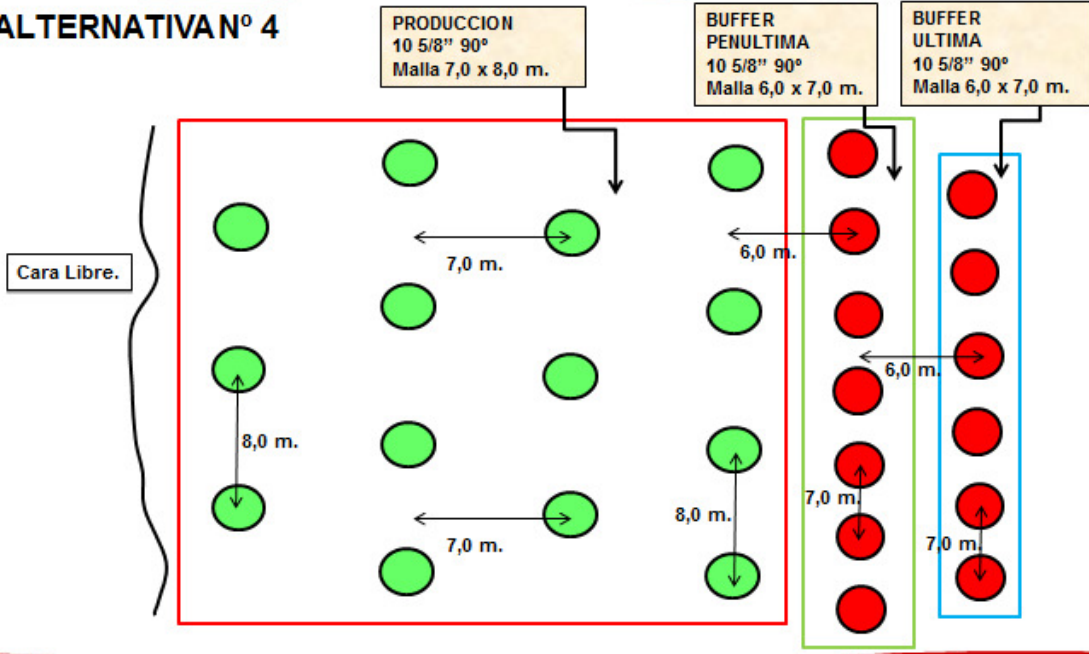 ALTERNATIVA Nº 4
PRODUCCION
10 5/8” 90º
Malla 7,0 x 8,0 m.
BUFFER
PENULTIMA
10 5/8” 90º
Malla 6,0 x 7,0 m.
BUFFER
ULTIMA
10 5/8” 90º
Malla 6,0 x 7,0 m.
Cara Libre.
7,0 m.
6,0 m.
6,0 m.
8,0 m.
7,0 m.
8,0 m.
7,0 m.
7,0 m.